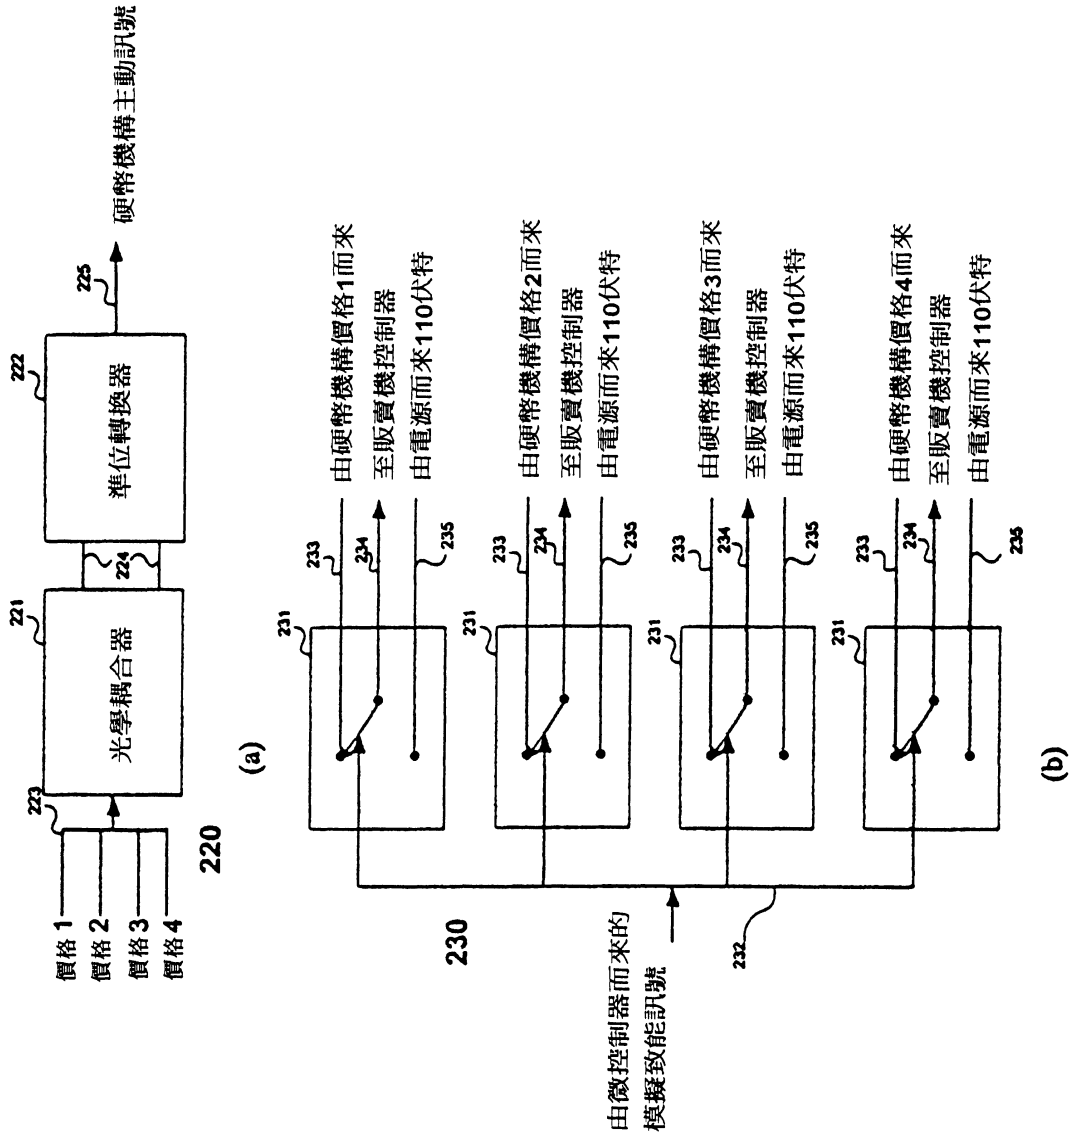 價格 1
價格 2
價格 3
價格 4
223
光學耦合器
221
224
準位轉換器
222
225
硬幣機構主動訊號
220
(a)
230
由微控制器而來的
模擬致能訊號
232
231
233
234
235
由硬幣機構價格1而來
至販賣機控制器
由電源而來110伏特
231
233
234
235
由硬幣機構價格2而來
至販賣機控制器
由電源而來110伏特
231
233
234
235
由硬幣機構價格3而來
至販賣機控制器
由電源而來110伏特
231
233
234
235
由硬幣機構價格4而來
至販賣機控制器
由電源而來110伏特
(b)